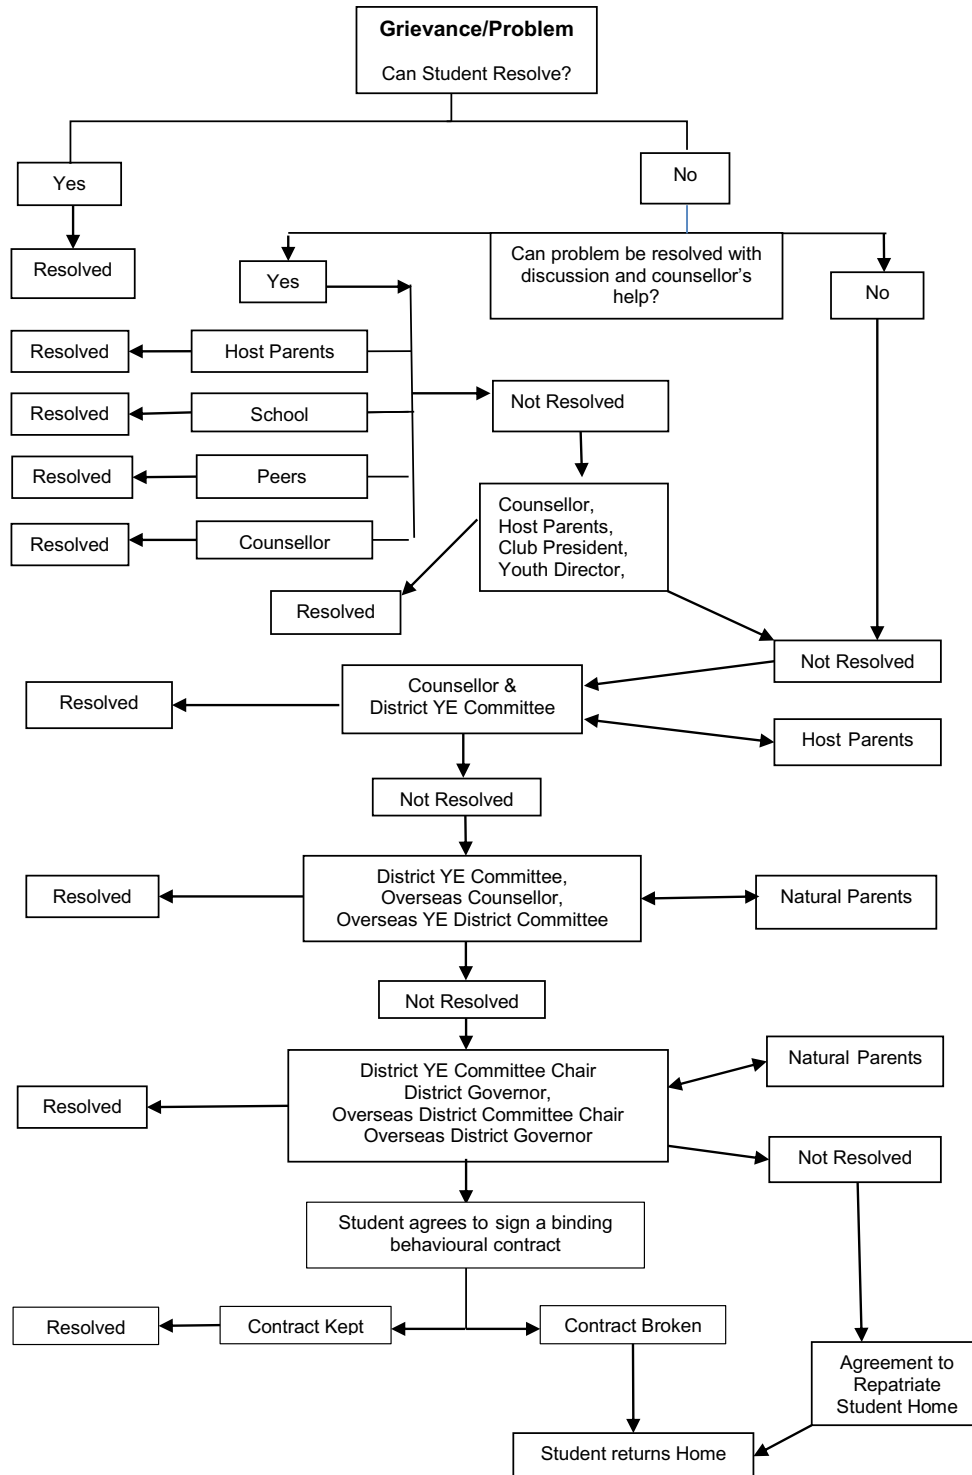 Grievance/Problem
Can Student Resolve?
Yes
No
Resolved
Can problem be resolved with
discussion and counsellor's
help?
Yes
No
Resolved
Host Parents
Not Resolved
Resolved
School
Resolved
Peers
Resolved
Counsellor
Counsellor,
Host Parents,
Club President,
Youth Director,
Resolved
Not Resolved
Resolved
Counsellor &
District YE Committee
Host Parents
Not Resolved
Resolved
District YE Committee,
Overseas Counsellor,
Overseas YE District Committee
Natural Parents
Not Resolved
Resolved
District YE Committee Chair
District Governor,
Overseas District Committee Chair
Overseas District Governor
Natural Parents
Not Resolved
Student agrees to sign a binding
behavioural contract
Resolved
Contract Kept
Contract Broken
Agreement to
Repatriate
Student Home
Student returns Home